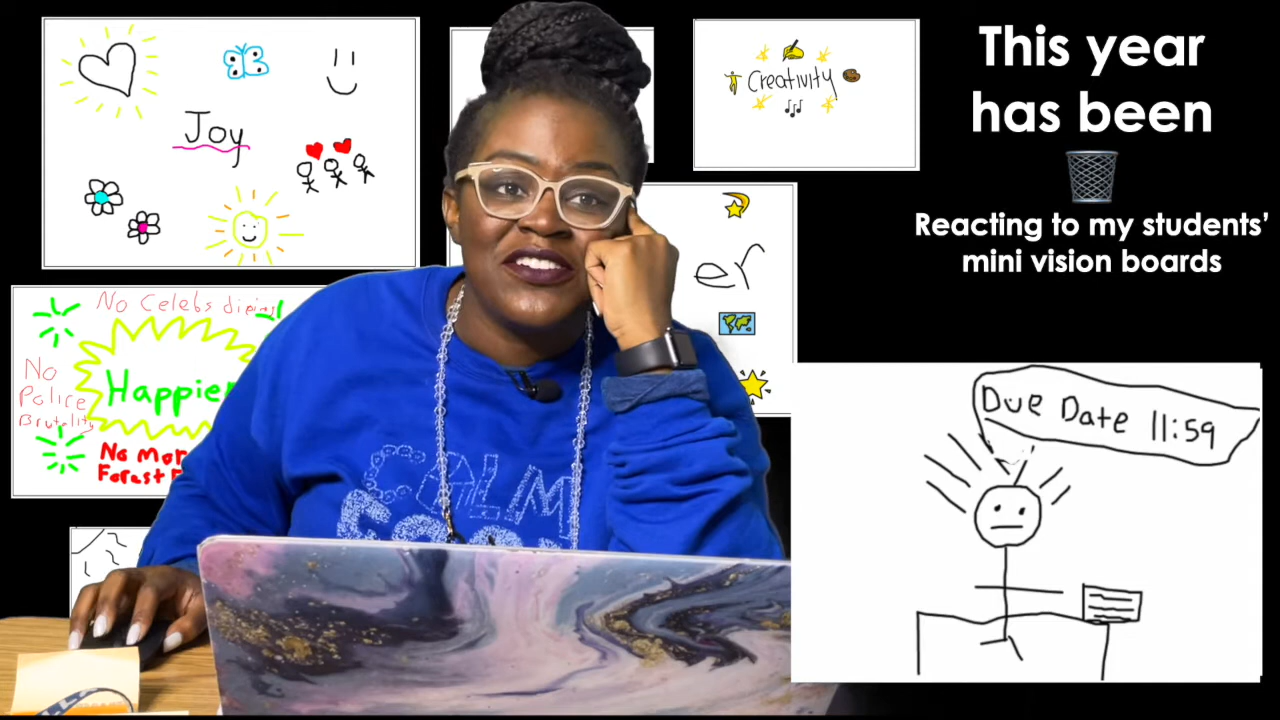 This year
has been
Reacting to my students’
mini vision boards
Joy
Creativity
er
No Celebs
No
Police
Brutality
Happier
No Mor
Forest F
CALM
Due Date 11:59